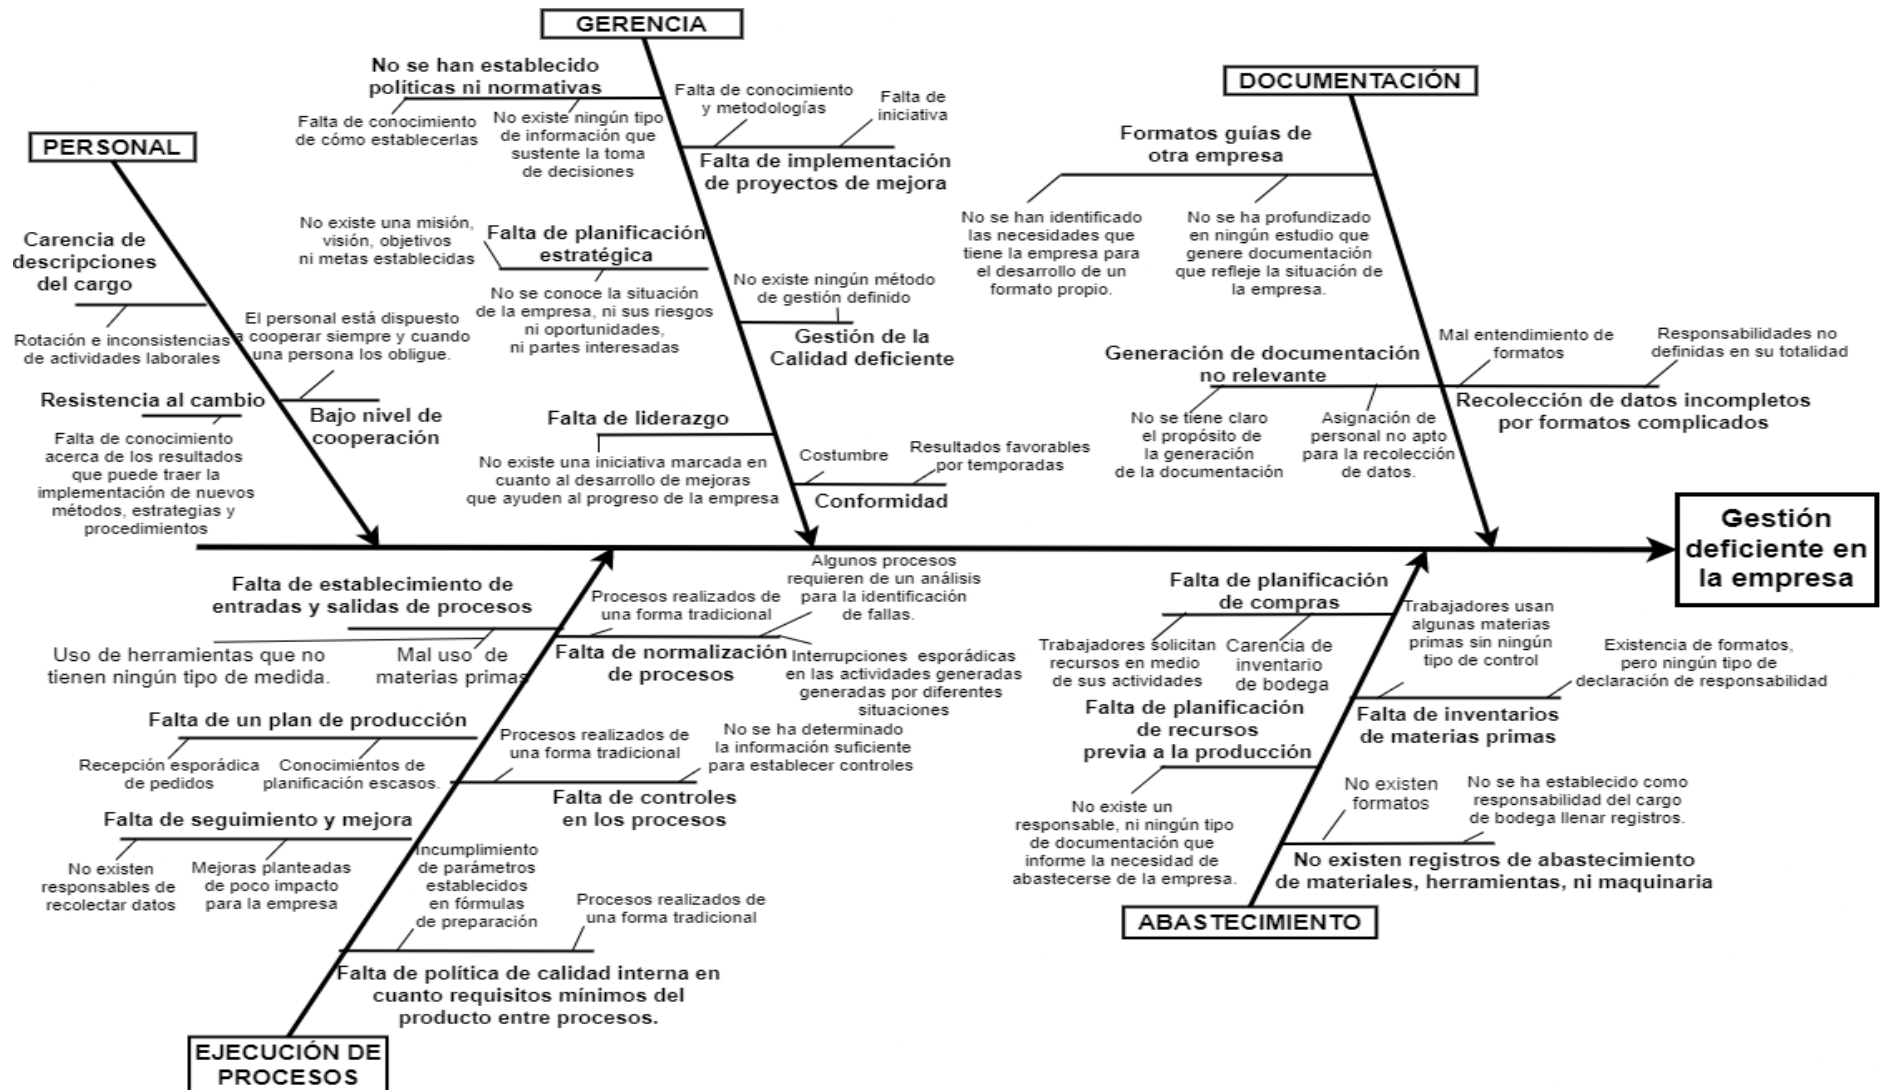 GERENCIA
No se han establecido
políticas ni normativas
Falta de conocimiento
de cómo establecerlas
No existe ningún tipo
de información que
sustente la toma
de decisiones
Falta de conocimiento
y metodologías
Falta de
iniciativa
Falta de implementación
de proyectos de mejora
No existe una misión,
visión, objetivos
ni metas establecidas
Falta de planificación
estratégica
No se conoce la situación
de la empresa, ni sus riesgos
ni oportunidades,
ni partes interesadas
No existe ningún método
de gestión definido
Gestión de la
Calidad deficiente
Falta de liderazgo
No existe una iniciativa marcada en
cuanto al desarrollo de mejoras
que ayuden al progreso de la empresa
Costumbre
Resultados favorables
por temporadas
Conformidad
PERSONAL
Carencia de
descripciones
del cargo
Rotación e inconsistencias
de actividades laborales
El personal está dispuesto
a cooperar siempre y cuando
una persona los obligue.
Resistencia al cambio
Falta de conocimiento
acerca de los resultados
que puede traer la
implementación de nuevos
métodos, estrategias y
procedimientos
Bajo nivel de
cooperación
DOCUMENTACIÓN
Formatos guías de
otra empresa
No se han identificado
las necesidades que
tiene la empresa para
el desarrollo de un
formato propio.
No se ha profundizado
en ningún estudio que
genere documentación
que refleje la situación de
la empresa.
Generación de documentación
no relevante
No se tiene claro
el propósito de
la generación
de la documentación
Asignación de
personal no apto
para la recolección
de datos.
Mal entendimiento de
formatos
Responsabilidades no
definidas en su totalidad
Recolección de datos incompletos
por formatos complicados
Gestión
deficiente en
la empresa
Falta de establecimiento de
entradas y salidas de procesos
Uso de herramientas que no
tienen ningún tipo de medida.
Mal uso de
materias primas
Procesos realizados de
una forma tradicional
Algunos procesos
requieren de un análisis
para la identificación
de fallas.
Falta de normalización
de procesos
Interrupciones esporádicas
en las actividades generadas
generadas por diferentes
situaciones
Falta de un plan de producción
Recepción esporádica
de pedidos
Conocimientos de
planificación escasos.
Procesos realizados de
una forma tradicional
No se ha determinado
la información suficiente
para establecer controles
Falta de controles
en los procesos
Falta de seguimiento y mejora
No existen
responsables de
recolectar datos
Mejoras planteadas
de poco impacto
para la empresa
Incumplimiento
de parámetros
establecidos
en fórmulas
de preparación
Procesos realizados de
una forma tradicional
Falta de política de calidad interna en
cuanto requisitos mínimos del
producto entre procesos.
EJECUCIÓN DE
PROCESOS
Falta de planificación
de compras
Trabajadores solicitan
recursos en medio
de sus actividades
Carencia de
inventario
de bodega
Trabajadores usan
algunas materias
primas sin ningún
tipo de control
Existencia de formatos,
pero ningún tipo de
declaración de responsabilidad
Falta de inventarios
de materias primas
Falta de planificación
de recursos
previa a la producción
No existe un
responsable, ni ningún tipo
de documentación que
informe la necesidad de
abastecerse de la empresa.
No existen
formatos
No se ha establecido como
responsabilidad del cargo
de bodega llenar registros.
No existen registros de abastecimiento
de materiales, herramientas, ni maquinaria
ABASTECIMIENTO